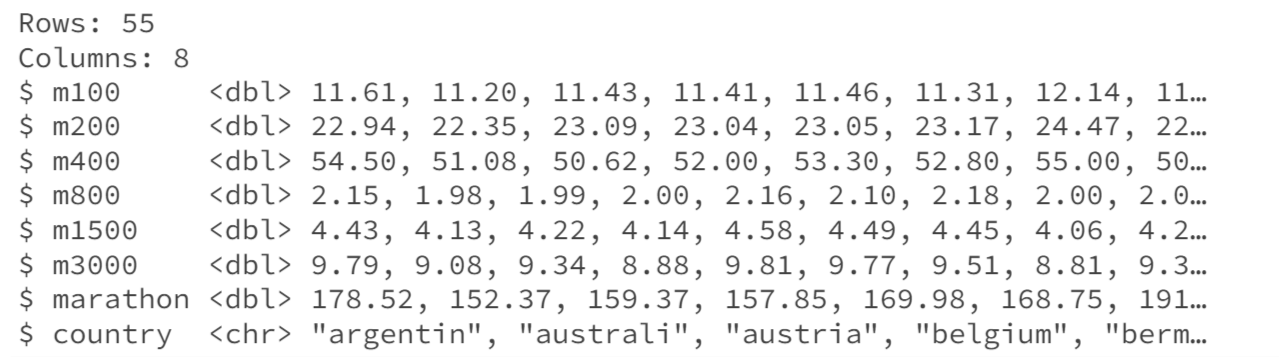 Rows: 55
Columns: 8
$ m100     <dbl> 11.61, 11.20, 11.43, 11.41, 11.46, 11.31, 12.14, 11…
$ m200     <dbl> 22.94, 22.35, 23.09, 23.04, 23.05, 23.17, 24.47, 22…
$ m400     <dbl> 54.50, 51.08, 50.62, 52.00, 53.30, 52.80, 55.00, 50…
$ m800     <dbl> 2.15, 1.98, 1.99, 2.00, 2.16, 2.10, 2.18, 2.00, 2.0…
$ m1500    <dbl> 4.43, 4.13, 4.22, 4.14, 4.58, 4.49, 4.45, 4.06, 4.2…
$ m3000    <dbl> 9.79, 9.08, 9.34, 8.88, 9.81, 9.77, 9.51, 8.81, 9.3…
$ marathon <dbl> 178.52, 152.37, 159.37, 157.85, 169.98, 168.75, 191…
$ country  <chr> "argentin", "australi", "austria", "belgium", "berm…